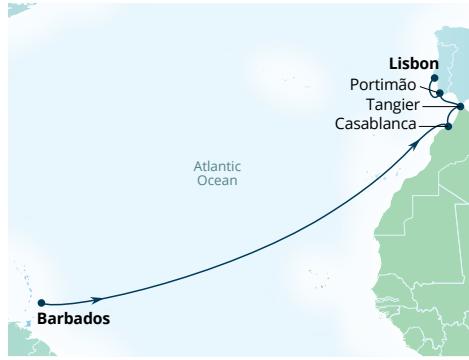 Lisbon
Portimão
Tangier
Casablanca
Atlantic
Ocean
Barbados